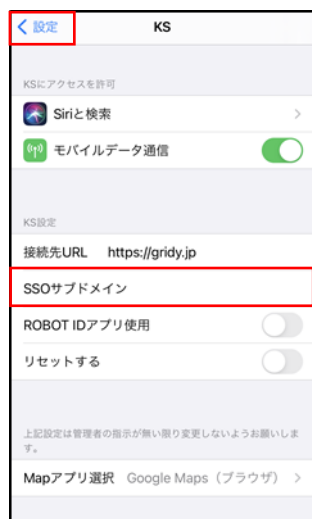 設定
KS
KSにアクセスを許可
Siriと検索
モバイルデータ通信
KS設定
接続先URL https://gridy.jp
SSOサブドメイン
ROBOT IDアプリ使用
リセットする
上記設定は管理者の指示が無い限り変更しないようお願いしま
す。
Mapアプリ選択 Google Maps（ブラウザ）